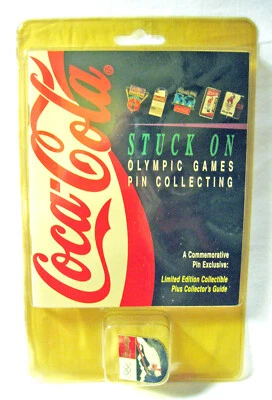 Coca-Cola®
STUCK ON
OLYMPIC GAMES
PIN COLLECTING
A Commemorative
Pin Exclusive:
Limited Edition Collectible
Plus Collector's Guide